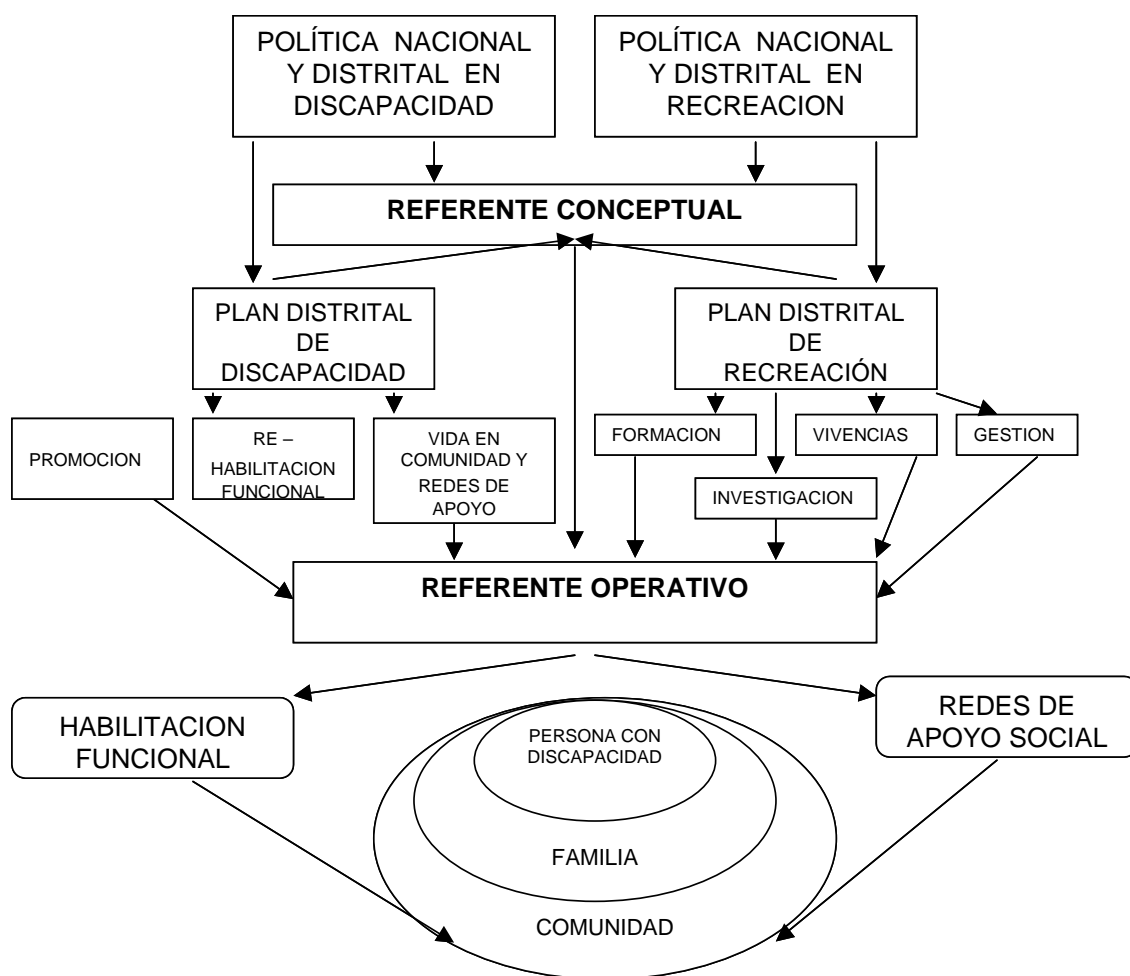 POLÍTICA NACIONAL
Y DISTRITAL EN
DISCAPACIDAD
POLÍTICA NACIONAL
Y DISTRITAL EN
RECREACION
REFERENTE CONCEPTUAL
PLAN DISTRITAL
DE
DISCAPACIDAD
PLAN DISTRITAL
DE
RECREACIÓN
PROMOCION
RE –
HABILITACION
FUNCIONAL
VIDA EN
COMUNIDAD Y
REDES DE
APOYO
FORMACION
INVESTIGACION
VIVENCIAS
GESTION
REFERENTE OPERATIVO
HABILITACION
FUNCIONAL
PERSONA CON
DISCAPACIDAD
FAMILIA
COMUNIDAD
REDES DE
APOYO SOCIAL